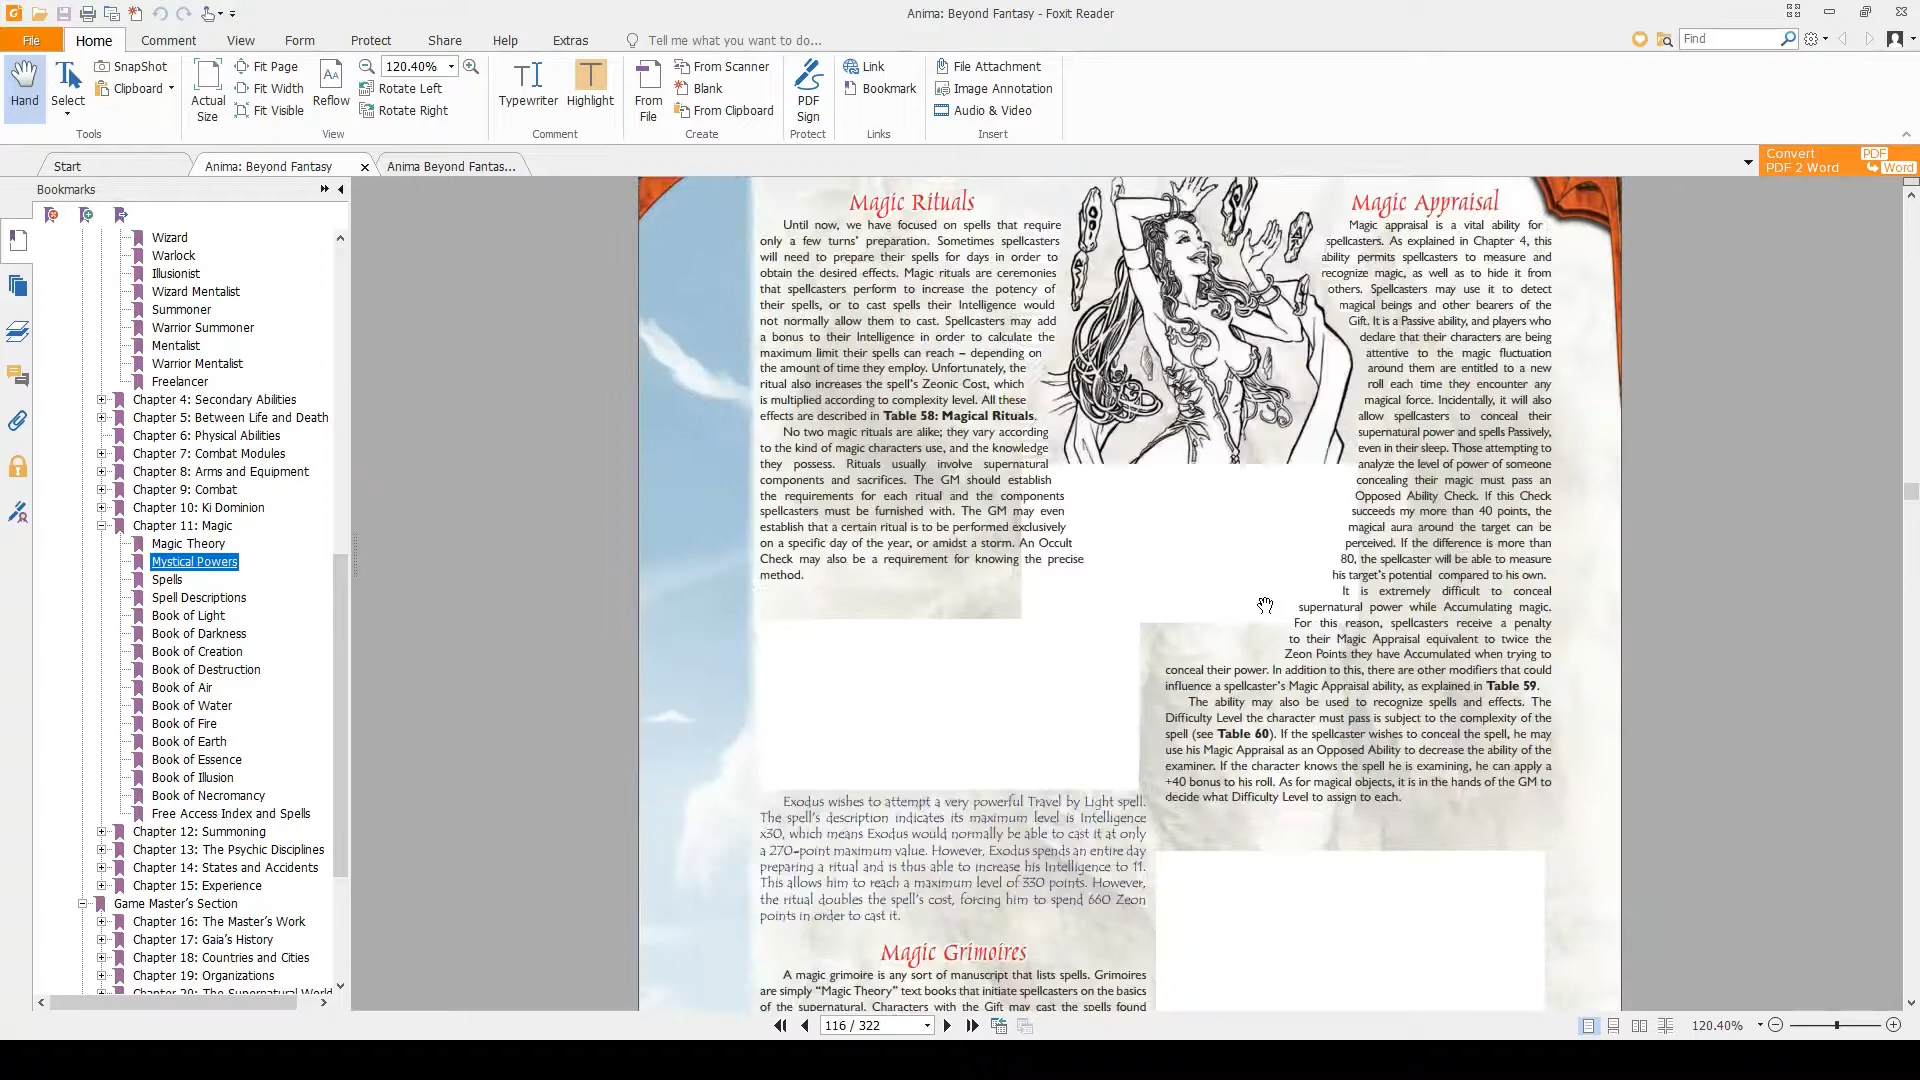 Anima: Beyond Fantasy - Foxit Reader
File
Home
Comment
View
Form
Protect
Share
Help
Extras
Tell me what you want to do...
Find
Hand
Select
SnapShot
Clipboard
Tools
Actual
Size
Fit Page
Fit Width
Fit Visible
Reflow
120.40%
Rotate Left
Rotate Right
View
Typewriter
Highlight
Comment
From
File
From Scanner
Blank
From Clipboard
Create
PDF
Sign
Protect
Link
Bookmark
Links
File Attachment
Image Annotation
Audio & Video
Insert
Start
Anima: Beyond Fantasy
Anima Beyond Fantas...
Convert
PDF 2 Word
PDF
Word
Bookmarks
Wizard
Warlock
Illusionist
Wizard Mentalist
Summoner
Warrior Summoner
Mentalist
Warrior Mentalist
Freelancer
Chapter 4: Secondary Abilities
Chapter 5: Between Life and Death
Chapter 6: Physical Abilities
Chapter 7: Combat Modules
Chapter 8: Arms and Equipment
Chapter 9: Combat
Chapter 10: Ki Dominion
Chapter 11: Magic
Magic Theory
Mystical Powers
Spells
Spell Descriptions
Book of Light
Book of Darkness
Book of Creation
Book of Destruction
Book of Air
Book of Water
Book of Fire
Book of Earth
Book of Essence
Book of Illusion
Book of Necromancy
Free Access Index and Spells
Chapter 12: Summoning
Chapter 13: The Psychic Disciplines
Chapter 14: States and Accidents
Chapter 15: Experience
Game Master's Section
Chapter 16: The Master's Work
Chapter 17: Gaia's History
Chapter 18: Countries and Cities
Chapter 19: Organizations
Chapter 20: The Supernatural World
Magic Rituals
Until now, we have focused on spells that require
only a few turns' preparation. Sometimes spellcasters
will need to prepare their spells for days in order to
obtain the desired effects. Magic rituals are ceremonies
that spellcasters perform to increase the potency of
their spells, or to cast spells their Intelligence would
not normally allow them to cast. Spellcasters may add
a bonus to their Intelligence in order to calculate the
maximum limit their spells can reach – depending on
the amount of time they employ. Unfortunately, the
ritual also increases the spell's Zeonic Cost, which
is multiplied according to complexity level. All these
effects are described in Table 58: Magical Rituals.
No two magic rituals are alike; they vary according
to the kind of magic characters use, and the knowledge
they possess. Rituals usually involve supernatural
components and sacrifices. The GM should establish
the requirements for each ritual and the components
spellcasters must be furnished with. The GM may even
establish that a certain ritual is to be performed exclusively
on a specific day of the year, or amidst a storm. An Occult
Check may also be a requirement for knowing the precise
method.
Exodus wishes to attempt a very powerful Travel by Light spell.
The spell's description indicates its maximum level is Intelligence
x30, which means Exodus would normally be able to cast it at only
a 270-point maximum value. However, Exodus spends an entire day
preparing a ritual and is thus able to increase his Intelligence to 11.
This allows him to reach a maximum level of 330 points. However,
the ritual doubles the spell's cost, forcing him to spend 660 Zeon
points in order to cast it.
Magic Grimoires
A magic grimoire is any sort of manuscript that lists spells. Grimoires
are simply "Magic Theory" text books that initiate spellcasters on the basics
of the supernatural. Characters with the Gift may cast the spells found
Magic Appraisal
Magic appraisal is a vital ability for
spellcasters. As explained in Chapter 4, this
ability permits spellcasters to measure and
recognize magic, as well as to hide it from
others. Spellcasters may use it to detect
magical beings and other bearers of the
Gift. It is a Passive ability, and players who
declare that their characters are being
attentive to the magic fluctuation
around them are entitled to a new
roll each time they encounter any
magical force. Incidentally, it will also
allow spellcasters to conceal their
supernatural power and spells Passively,
even in their sleep. Those attempting to
analyze the level of power of someone
concealing their magic must pass an
Opposed Ability Check. If this Check
succeeds my more than 40 points, the
magical aura around the target can be
perceived. If the difference is more than
80, the spellcaster will be able to measure
his target's potential compared to his own.
It is extremely difficult to conceal
supernatural power while Accumulating magic.
For this reason, spellcasters receive a penalty
to their Magic Appraisal equivalent to twice the
Zeon Points they have Accumulated when trying to
conceal their power. In addition to this, there are other modifiers that could
influence a spellcaster's Magic Appraisal ability, as explained in Table 59.
The ability may also be used to recognize spells and effects. The
Difficulty Level the character must pass is subject to the complexity of the
spell (see Table 60). If the spellcaster wishes to conceal the spell, he may
use his Magic Appraisal as an Opposed Ability to decrease the ability of the
examiner. If the character knows the spell he is examining, he can apply a
+40 bonus to his roll. As for magical objects, it is in the hands of the GM to
decide what Difficulty Level to assign to each.
116 / 322
120.40%